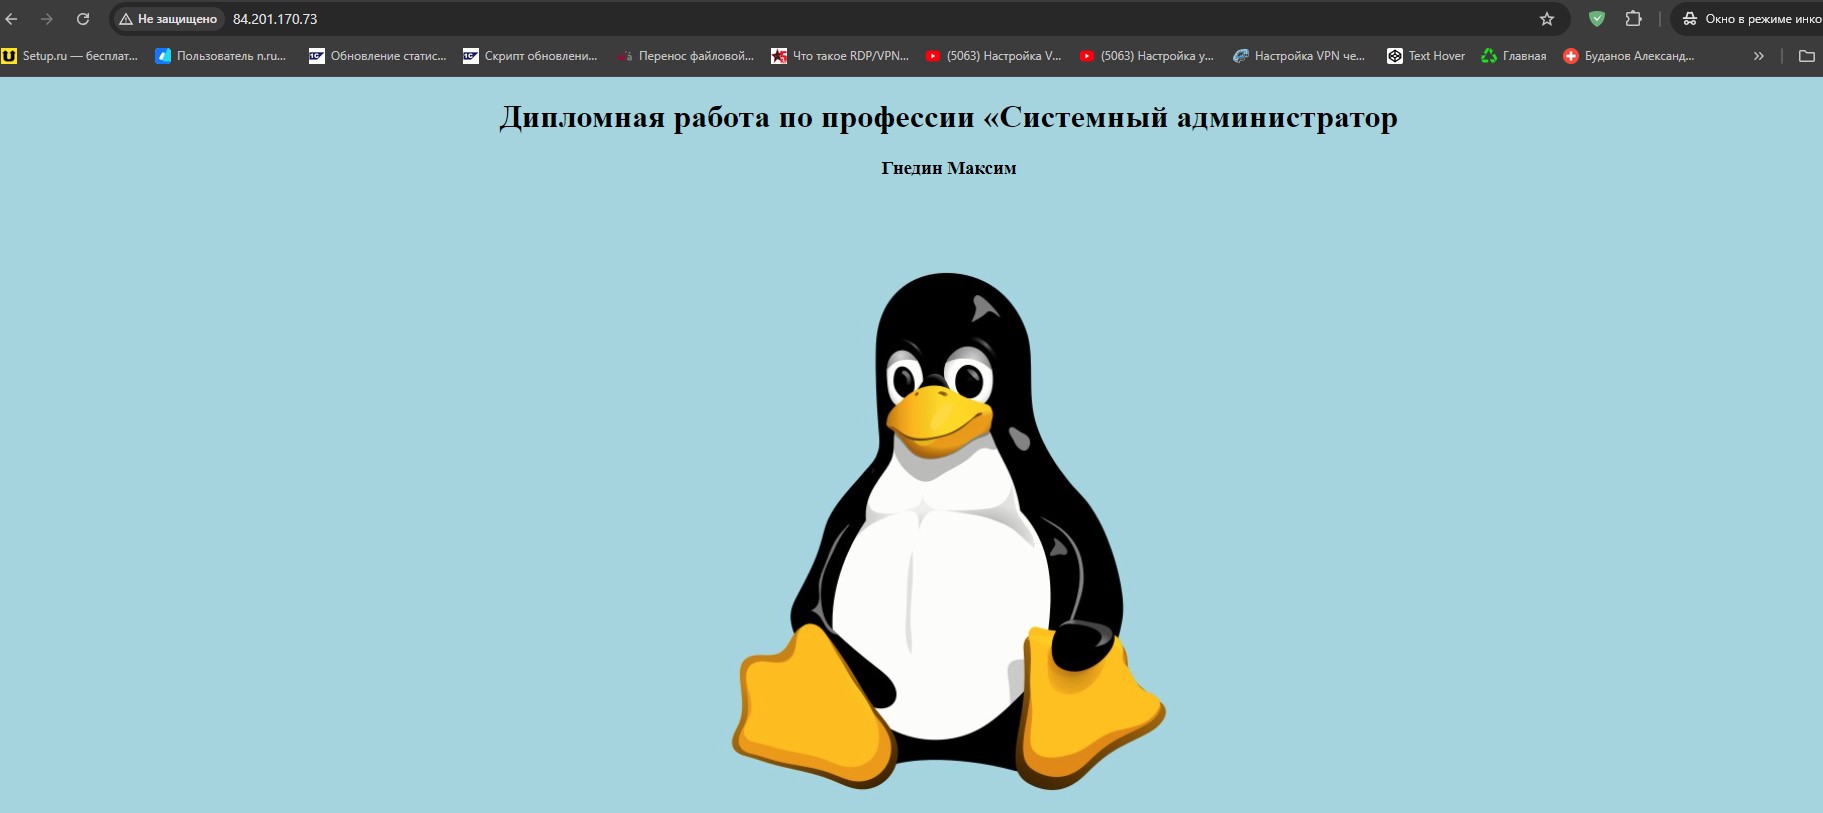 Не защищено 84.201.170.73 Окно в режиме инко
Setup.ru — бесплат... Пользователь n.ru... Обновление статис... Скрипт обновлени... Перенос файловой... Что такое RDP/VPN... (5063) Настройка V... (5063) Настройка у... Настройка VPN че... Text Hover Главная Буданов Александ...
Дипломная работа по профессии «Системный администратор
Гнедин Максим